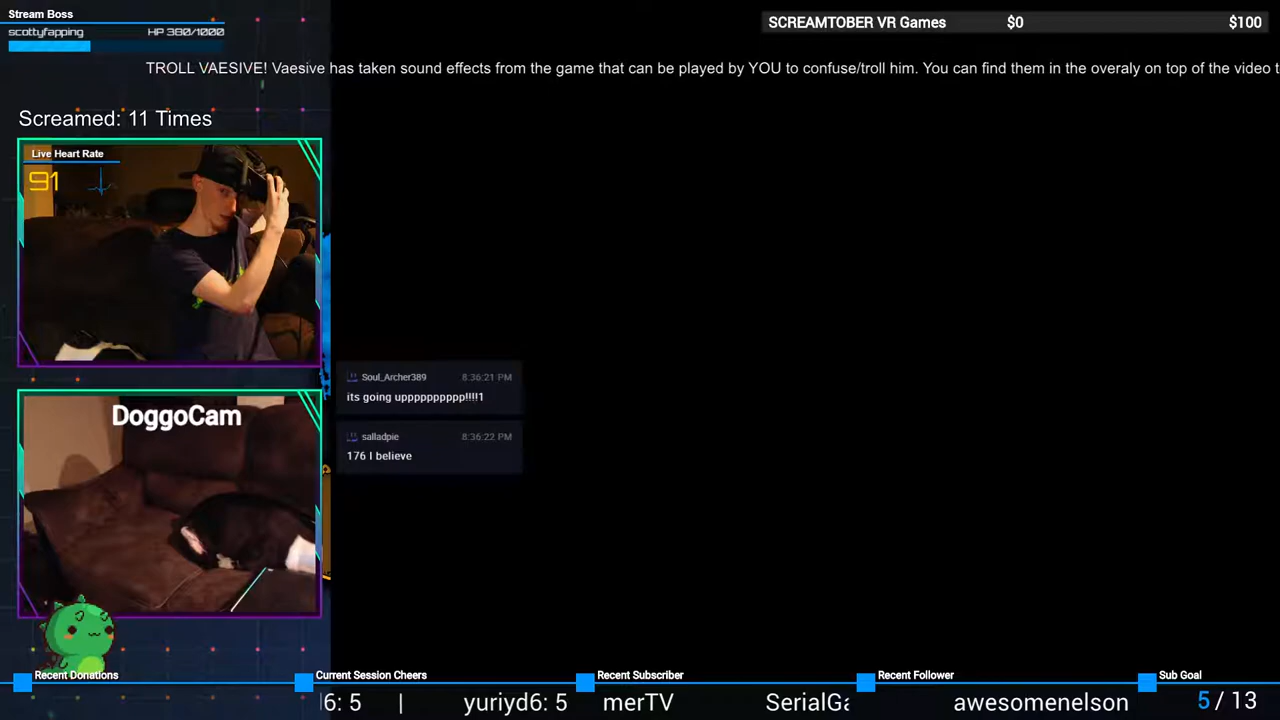 Stream Boss
scottyfapping HP 380/1000
SCREAMTOBER VR Games $0 $100
TROLL VAESIVE! Vaesive has taken sound effects from the game that can be played by YOU to confuse/troll him. You can find them in the overaly on top of the video t
Screamed: 11 Times
Live Heart Rate
91
Soul_Archer389 8:36:21 PM
its going upppppppppp!!!!1
salladpie 8:36:22 PM
176 I believe
DoggoCam
Recent Donations Current Session Cheers Recent Subscriber Recent Follower Sub Goal
6: 5 | yuriyd6: 5 merTV SerialGa awesomenelson 5 / 13